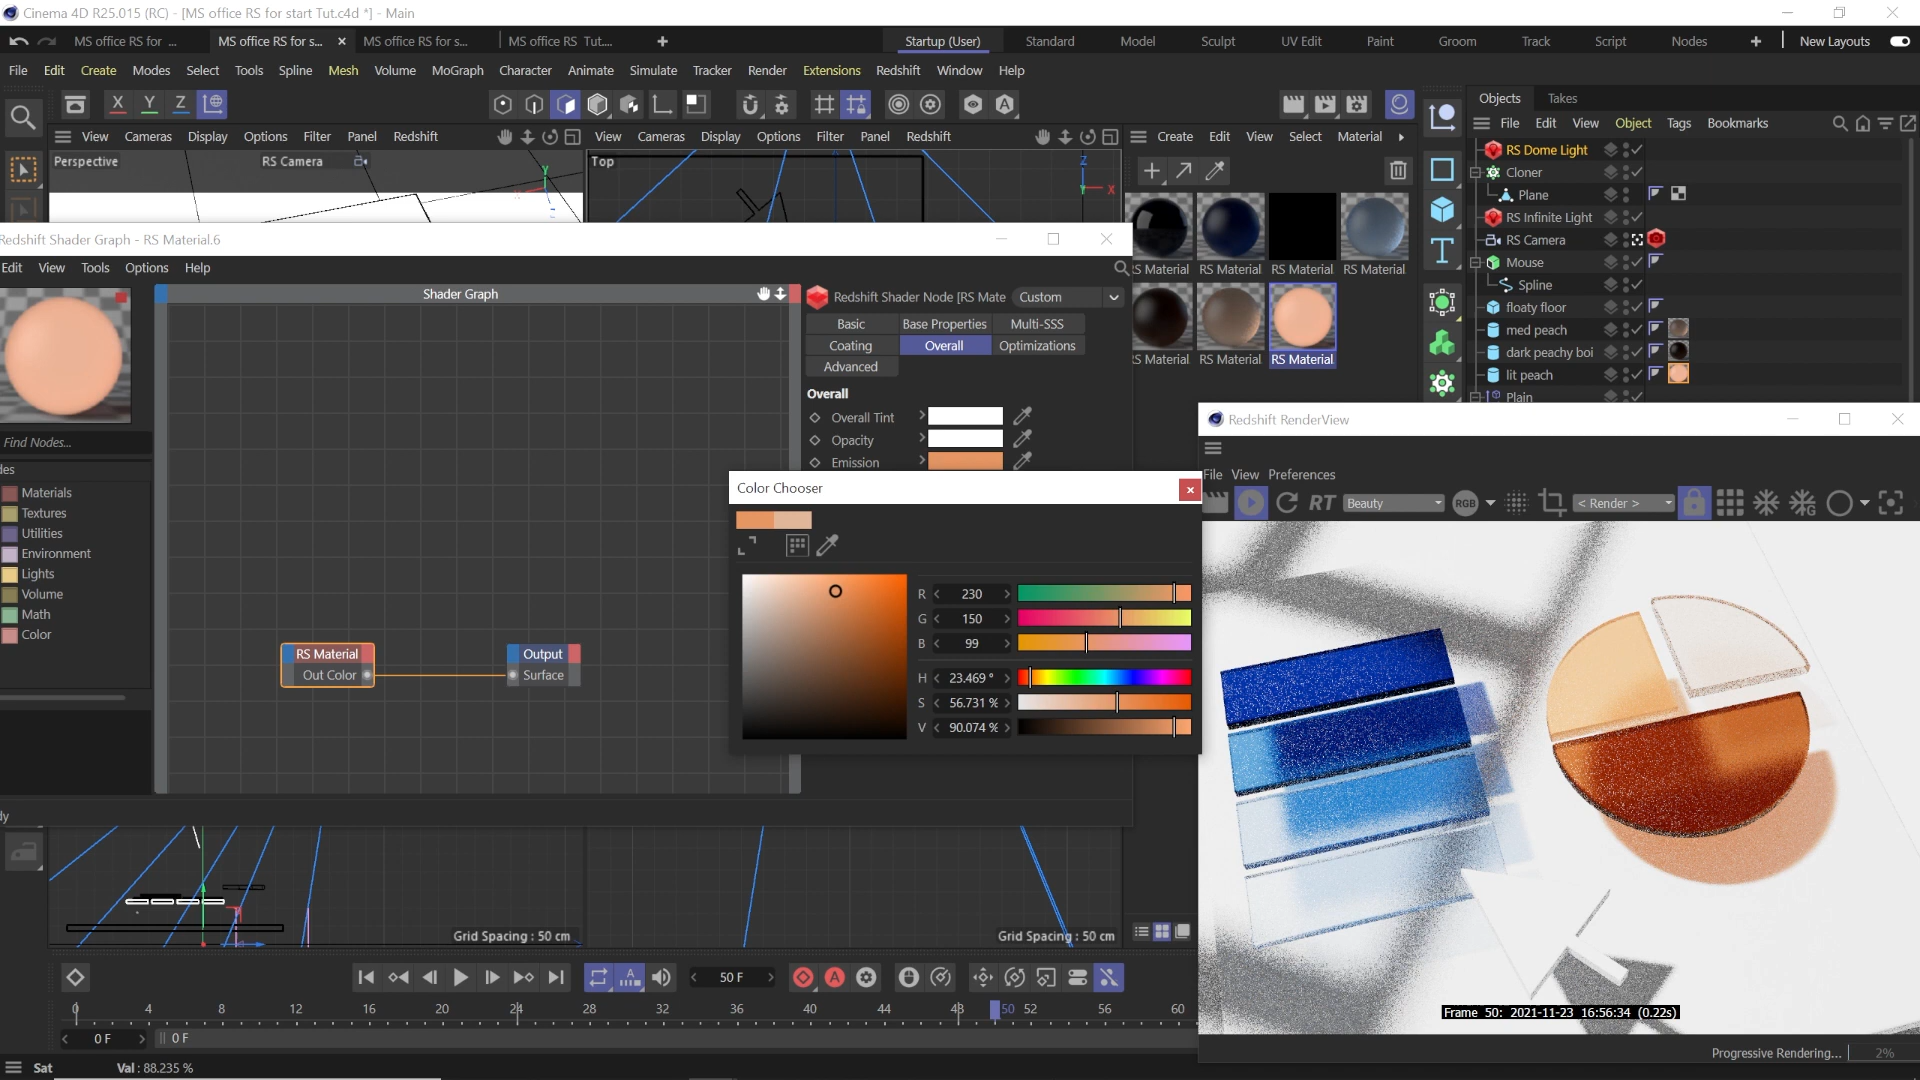 Cinema 4D R25.015 (RC) - [MS office RS for start Tut.c4d *] - Main
MS office RS for ... MS office RS for s... × MS office RS for s... MS office RS Tut.... +
Startup (User) Standard Model Sculpt UV Edit Paint Groom Track Script Nodes + New Layouts
File Edit Create Modes Select Tools Spline Mesh Volume MoGraph Character Animate Simulate Tracker Render Extensions Redshift Window Help
X Y Z
Objects Takes
View Cameras Display Options Filter Panel Redshift
View Cameras Display Options Filter Panel Redshift
Create Edit View Select Material
File Edit View Object Tags Bookmarks
Perspective RS Camera
Top
Y
Z
X
RS Dome Light
Cloner
Plane
RS Infinite Light
RS Camera
Mouse
Spline
floaty floor
med peach
dark peachy boi
lit peach
Plain
RS Material RS Material RS Material RS Material
RS Material RS Material RS Material
Redshift Shader Graph - RS Material.6
Edit View Tools Options Help
Shader Graph
Find Nodes...
des
Materials
Textures
Utilities
Environment
Lights
Volume
Math
Color
RS Material
Out Color
Output
Surface
Redshift Shader Node [RS Mate Custom
Basic Base Properties Multi-SSS
Coating Overall Optimizations
Advanced
Overall
Overall Tint
Opacity
Emission
Color Chooser
R 230
G 150
B 99
H 23.469 °
S 56.731 %
V 90.074 %
Redshift RenderView
File View Preferences
RT Beauty RGB < Render >
Frame 50: 2021-11-23 16:56:34 (0.22s)
Progressive Rendering... 2%
dy
Grid Spacing : 50 cm
Grid Spacing : 50 cm
50 F
0 4 8 12 16 20 24 28 32 36 40 44 48 50 52 56 60
0 F 0 F
Sat Val : 88.235 %